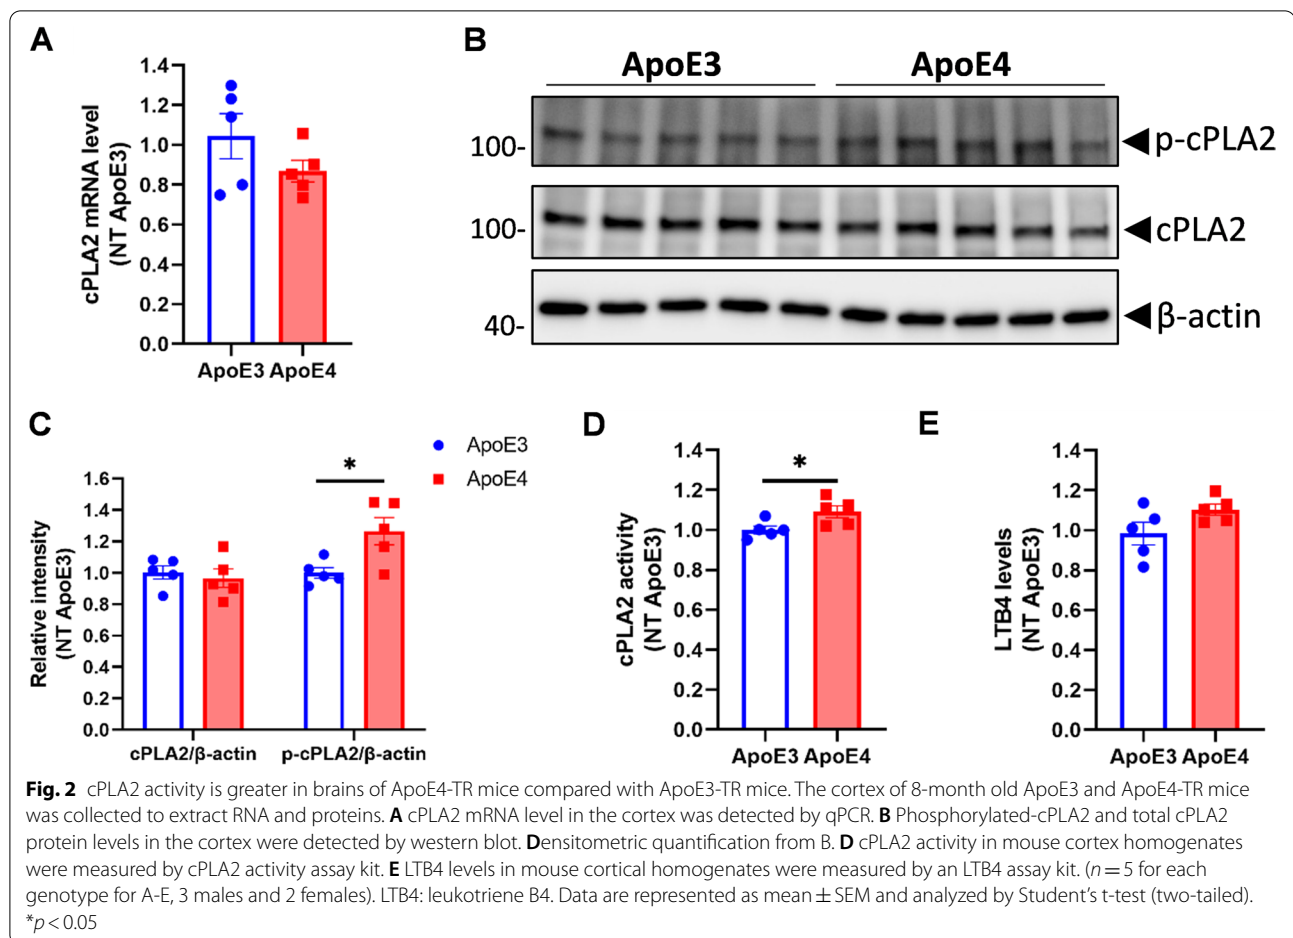 A
cPLA2 mRNA level
(NT ApoE3)
1.4
1.2
1.0
0.8
0.6
0.4
0.2
0.0
ApoE3 ApoE4
B
ApoE3 ApoE4
100- p-cPLA2
100- cPLA2
40- β-actin
C
ApoE3
ApoE4
Relative intensity
(NT ApoE3)
1.6
1.4
1.2
1.0
0.8
0.6
0.4
0.2
0.0
*
cPLA2/β-actin p-cPLA2/β-actin
D
cPLA2 activity
(NT ApoE3)
1.4
1.2
1.0
0.8
0.6
0.4
0.2
0.0
*
ApoE3 ApoE4
E
LTB4 levels
(NT ApoE3)
1.4
1.2
1.0
0.8
0.6
0.4
0.2
0.0
ApoE3 ApoE4
Fig. 2 cPLA2 activity is greater in brains of ApoE4-TR mice compared with ApoE3-TR mice. The cortex of 8-month old ApoE3 and ApoE4-TR mice
was collected to extract RNA and proteins. A cPLA2 mRNA level in the cortex was detected by qPCR. B Phosphorylated-cPLA2 and total cPLA2
protein levels in the cortex were detected by western blot. Densitometric quantification from B. D cPLA2 activity in mouse cortex homogenates
were measured by cPLA2 activity assay kit. E LTB4 levels in mouse cortical homogenates were measured by an LTB4 assay kit. (n = 5 for each
genotype for A-E, 3 males and 2 females). LTB4: leukotriene B4. Data are represented as mean ± SEM and analyzed by Student's t-test (two-tailed).
*p < 0.05